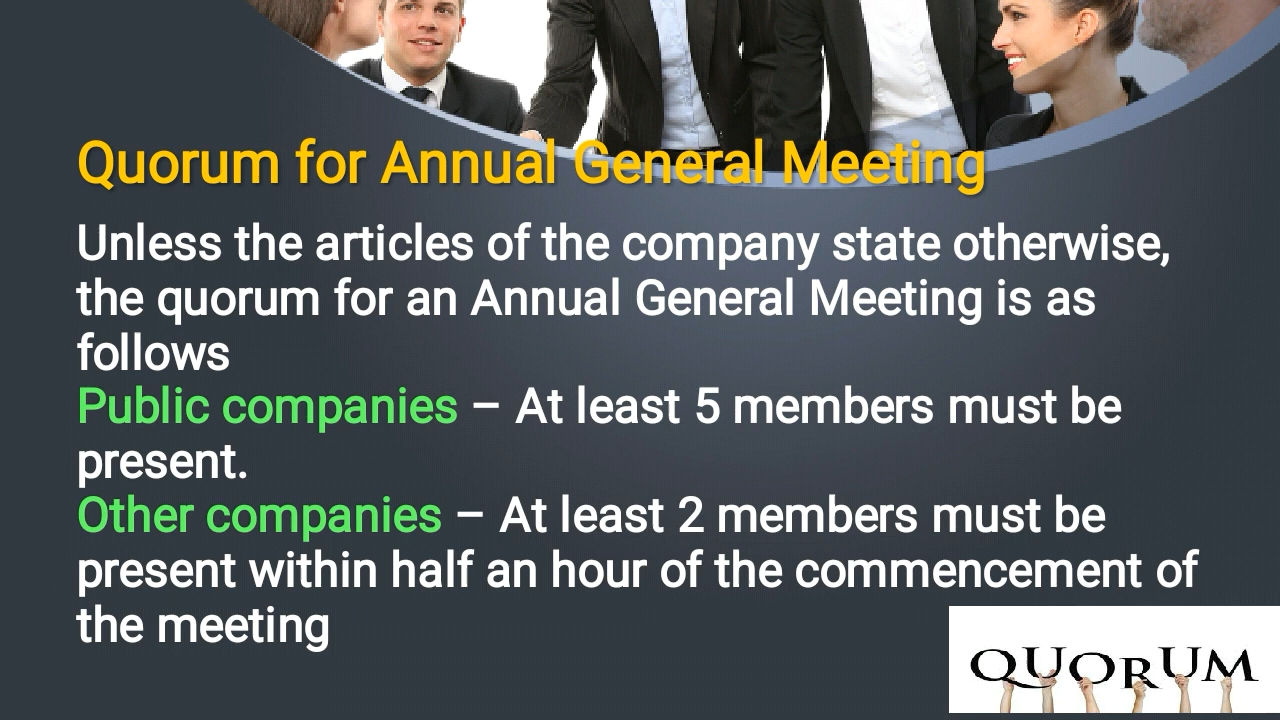 Quorum for Annual General Meeting
Unless the articles of the company state otherwise,
the quorum for an Annual General Meeting is as
follows
Public companies – At least 5 members must be
present.
Other companies – At least 2 members must be
present within half an hour of the commencement of
the meeting
QUORUM